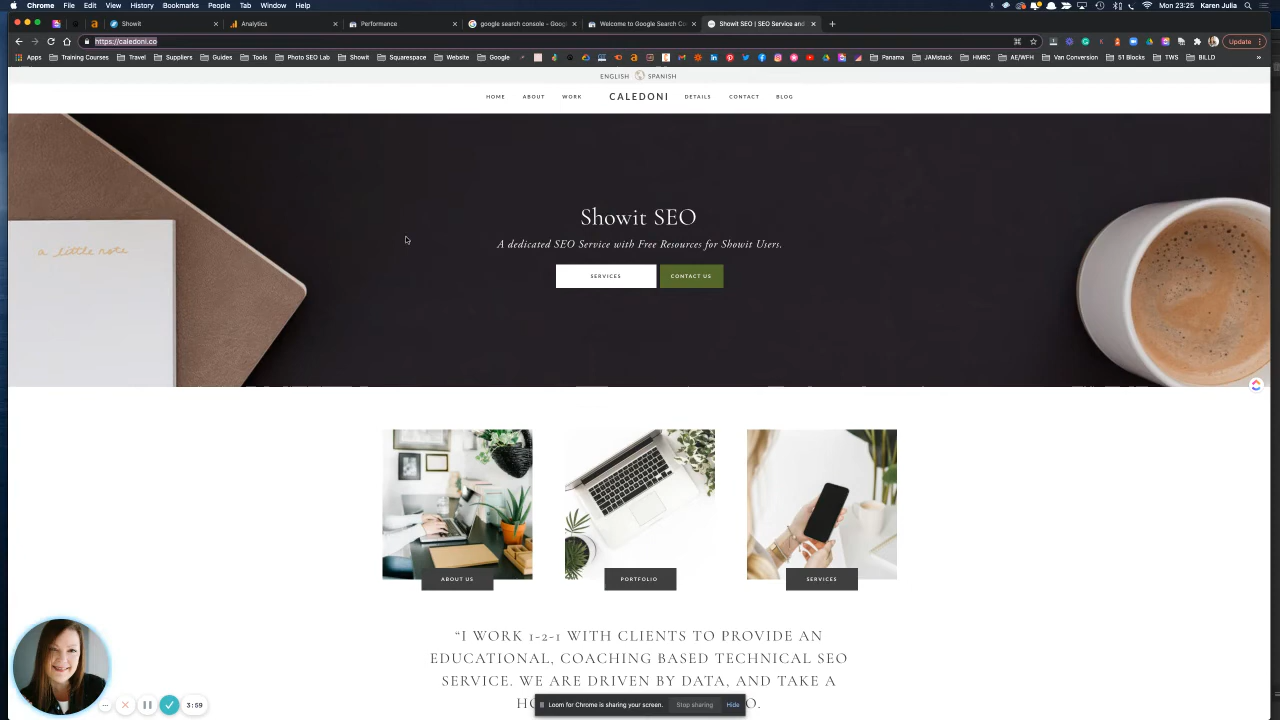 Chrome File Edit View History Bookmarks People Tab Window Help
Mon 23:25 Karen Julia
Showit
Analytics
Performance
google search console - Goog
Welcome to Google Search Co
Showit SEO | SEO Service and
https://caledoni.co
Update
Apps Training Courses Travel Suppliers Guides Tools Photo SEO Lab Showit Squarespace Website Google
Panama JAMstack HMRC AE/WFH Van Conversion 51 Blocks TWS BILLD »
ENGLISH SPANISH
HOME ABOUT WORK CALEDONI DETAILS CONTACT BLOG
a little note
Showit SEO
A dedicated SEO Service with Free Resources for Showit Users.
SERVICES CONTACT US
ABOUT US PORTFOLIO SERVICES
“I WORK 1-2-1 WITH CLIENTS TO PROVIDE AN
EDUCATIONAL, COACHING BASED TECHNICAL SEO
SERVICE. WE ARE DRIVEN BY DATA, AND TAKE A
3:59
Loom for Chrome is sharing your screen. Stop sharing Hide